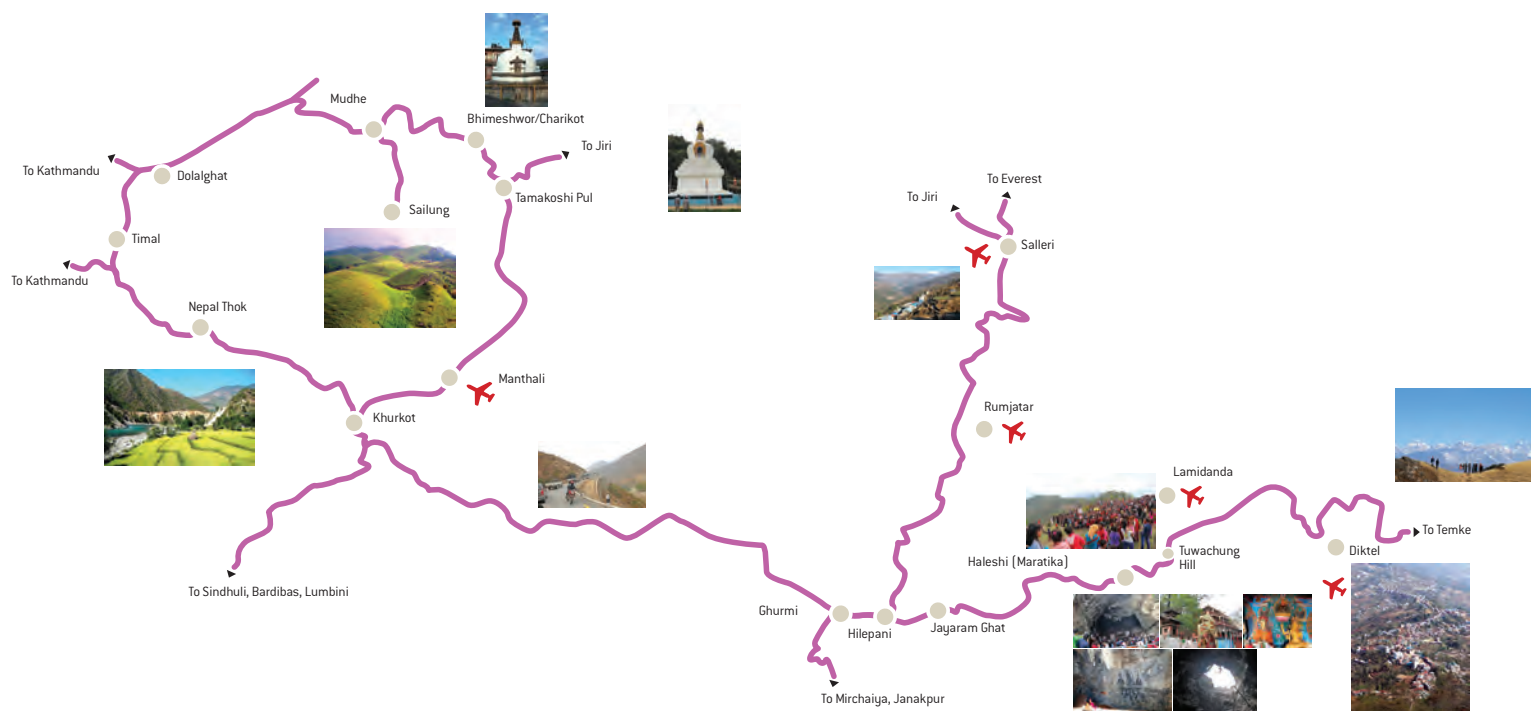 Mudhe
Bhimeshwor/Charikot
To Jiri
To Kathmandu
Dolalghat
Tamakoshi Pul
Sailung
To Everest
To Jiri
Salleri
Timal
To Kathmandu
Nepal Thok
Manthali
Khurkot
Rumjatar
Lamidanda
To Temke
Diktel
Tuwachung
Hill
Haleshi (Maratika)
To Sindhuli, Bardibas, Lumbini
Ghurmi
Hilepani
Jayaram Ghat
To Mirchaiya, Janakpur